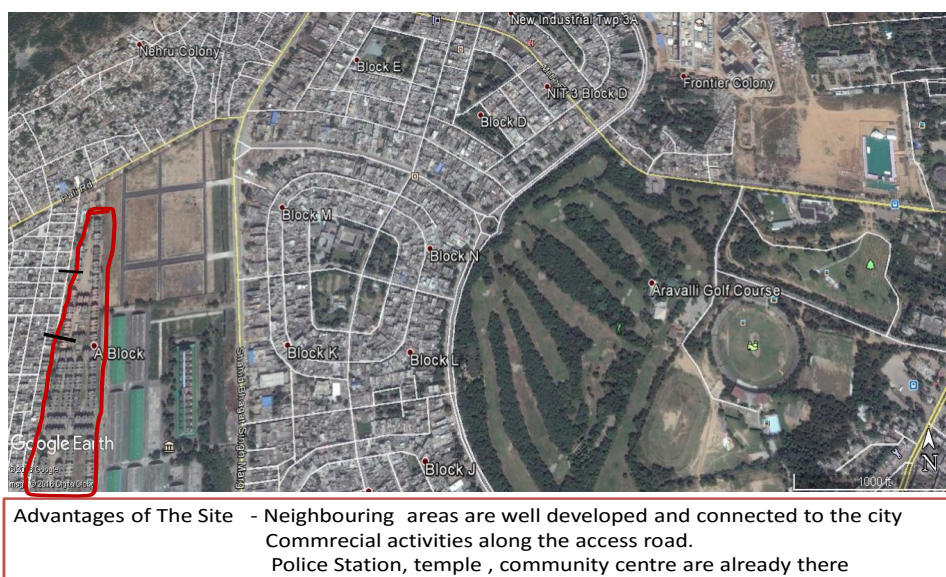 New Industrial Twp 3A
Nehru Colony
Block E
NIT 3 Block D
Frontier Colony
Block D
Block M
Block N
Aravalli Golf Course
A Block
Block K
Block L
Google Earth
Block J
1000 ft
N
Advantages of The Site - Neighbouring areas are well developed and connected to the city
Commrecial activities along the access road.
Police Station, temple , community centre are already there